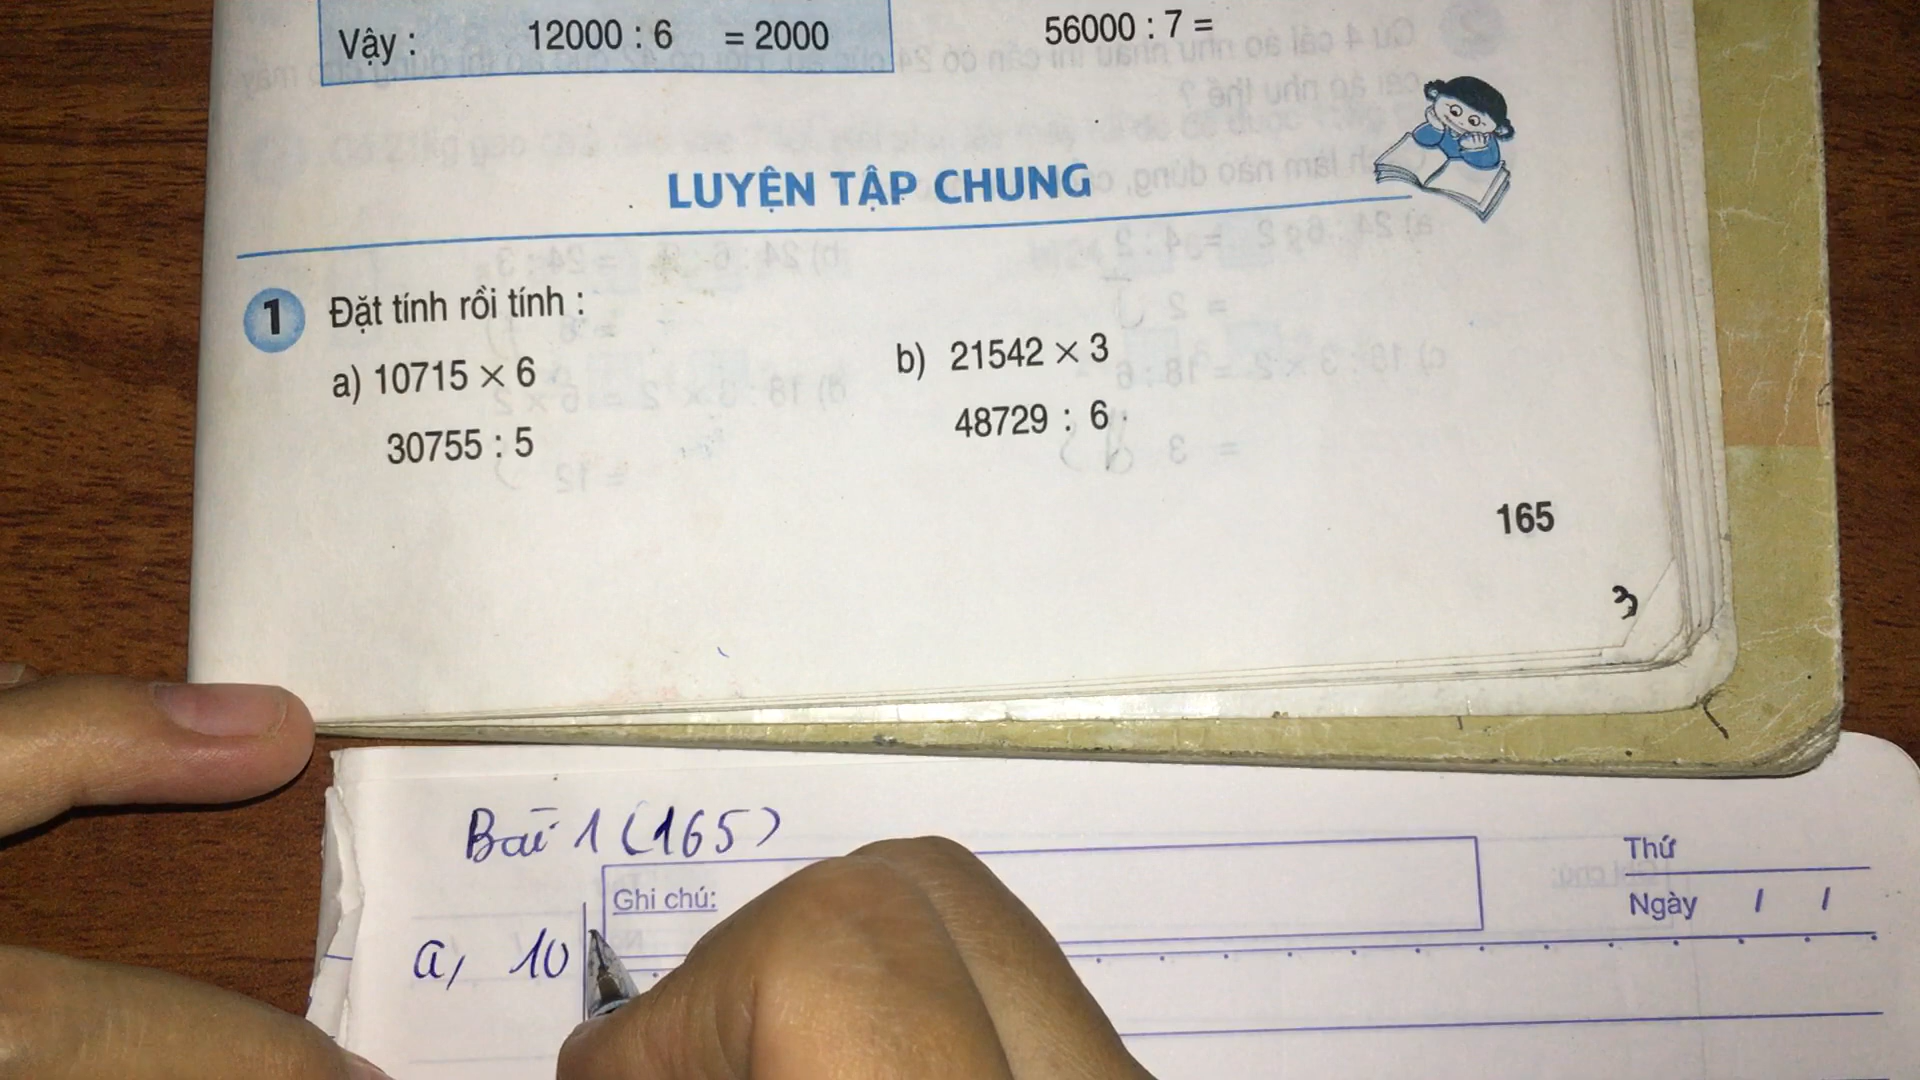 Vậy : 12000 : 6 = 2000
56000 : 7 =
LUYỆN TẬP CHUNG
1 Đặt tính rồi tính :
a) 10715 × 6
30755 : 5
b) 21542 × 3
48729 : 6
165
3
Bài 1 (165)
Ghi chú:
Thứ
Ngày / /
a, 10